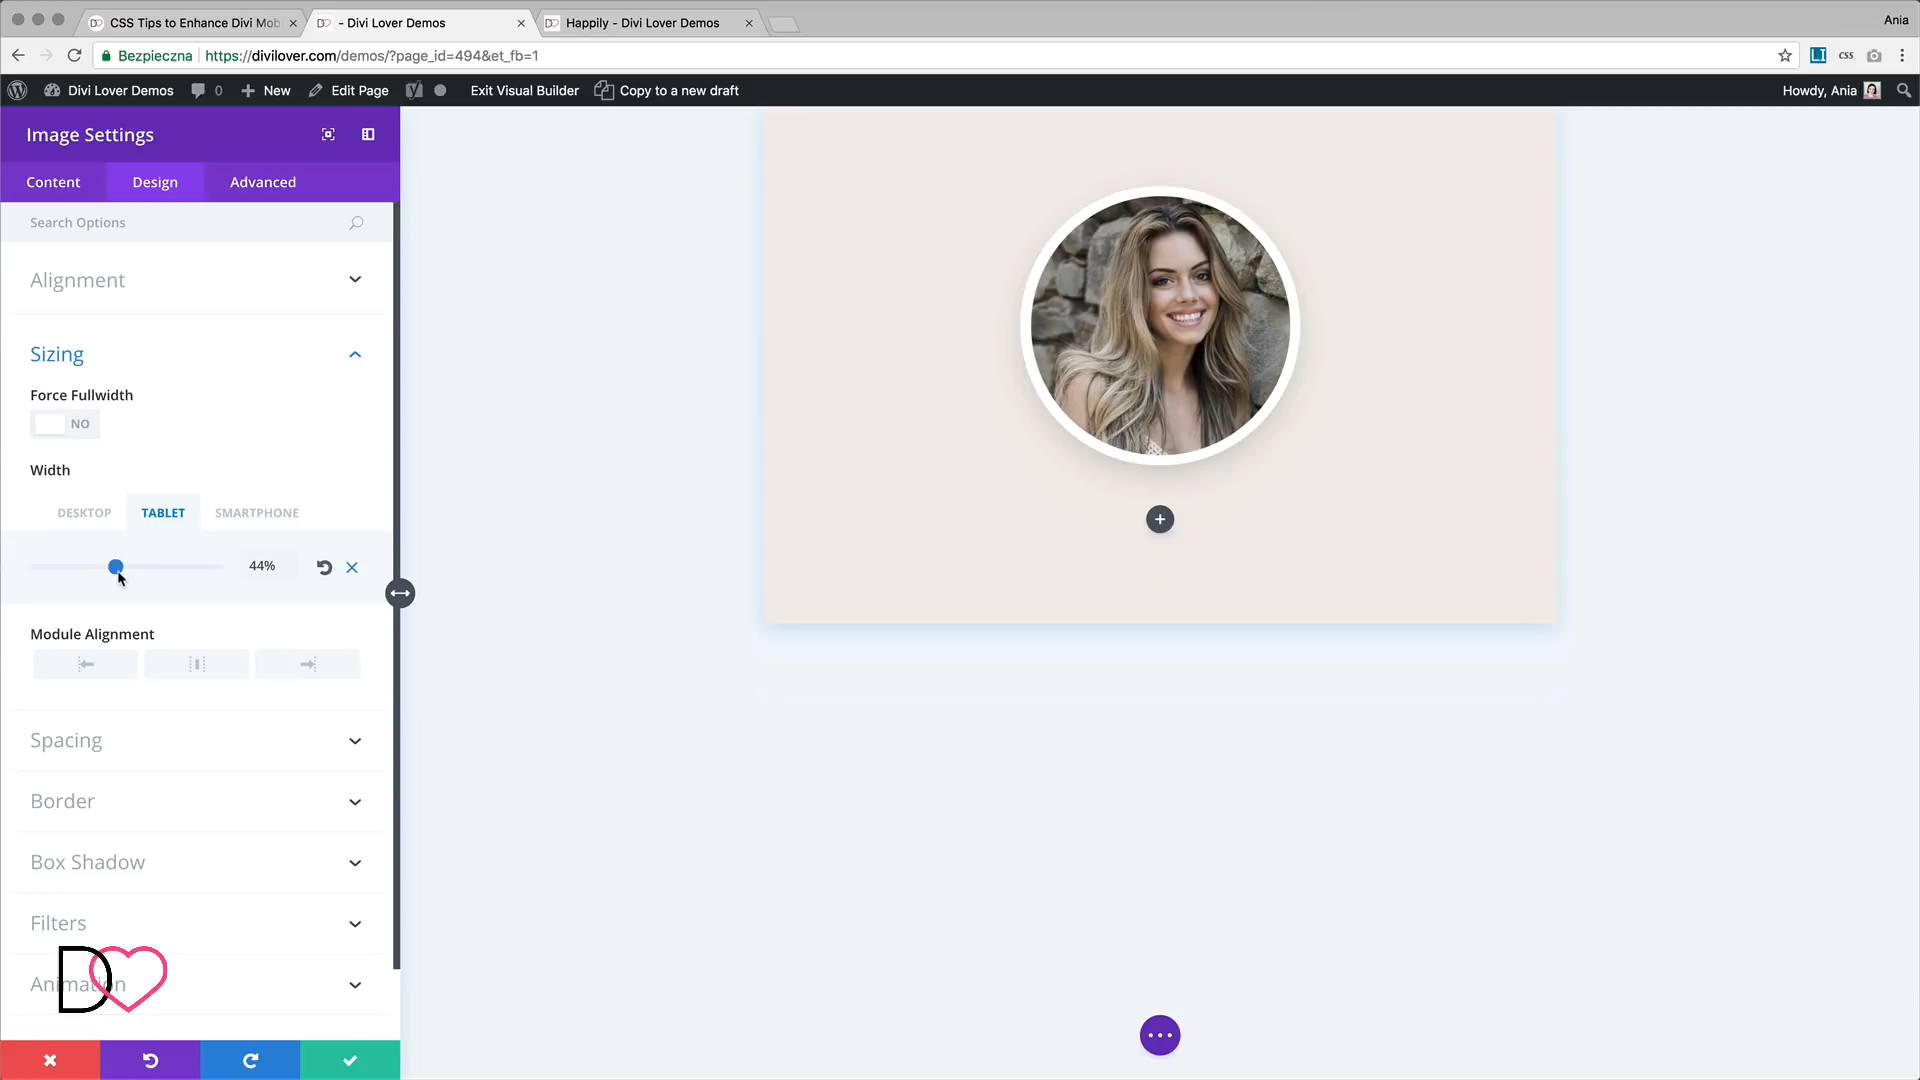 CSS Tips to Enhance Divi Mob
- Divi Lover Demos
Happily - Divi Lover Demos
Ania
Bezpieczna
https://divilover.com/demos/?page_id=494&et_fb=1
css
Divi Lover Demos
0
New
Edit Page
Exit Visual Builder
Copy to a new draft
Howdy, Ania
Image Settings
Content
Design
Advanced
Search Options
Alignment
Sizing
Force Fullwidth
NO
Width
DESKTOP
TABLET
SMARTPHONE
44%
Module Alignment
Spacing
Border
Box Shadow
Filters
Animation